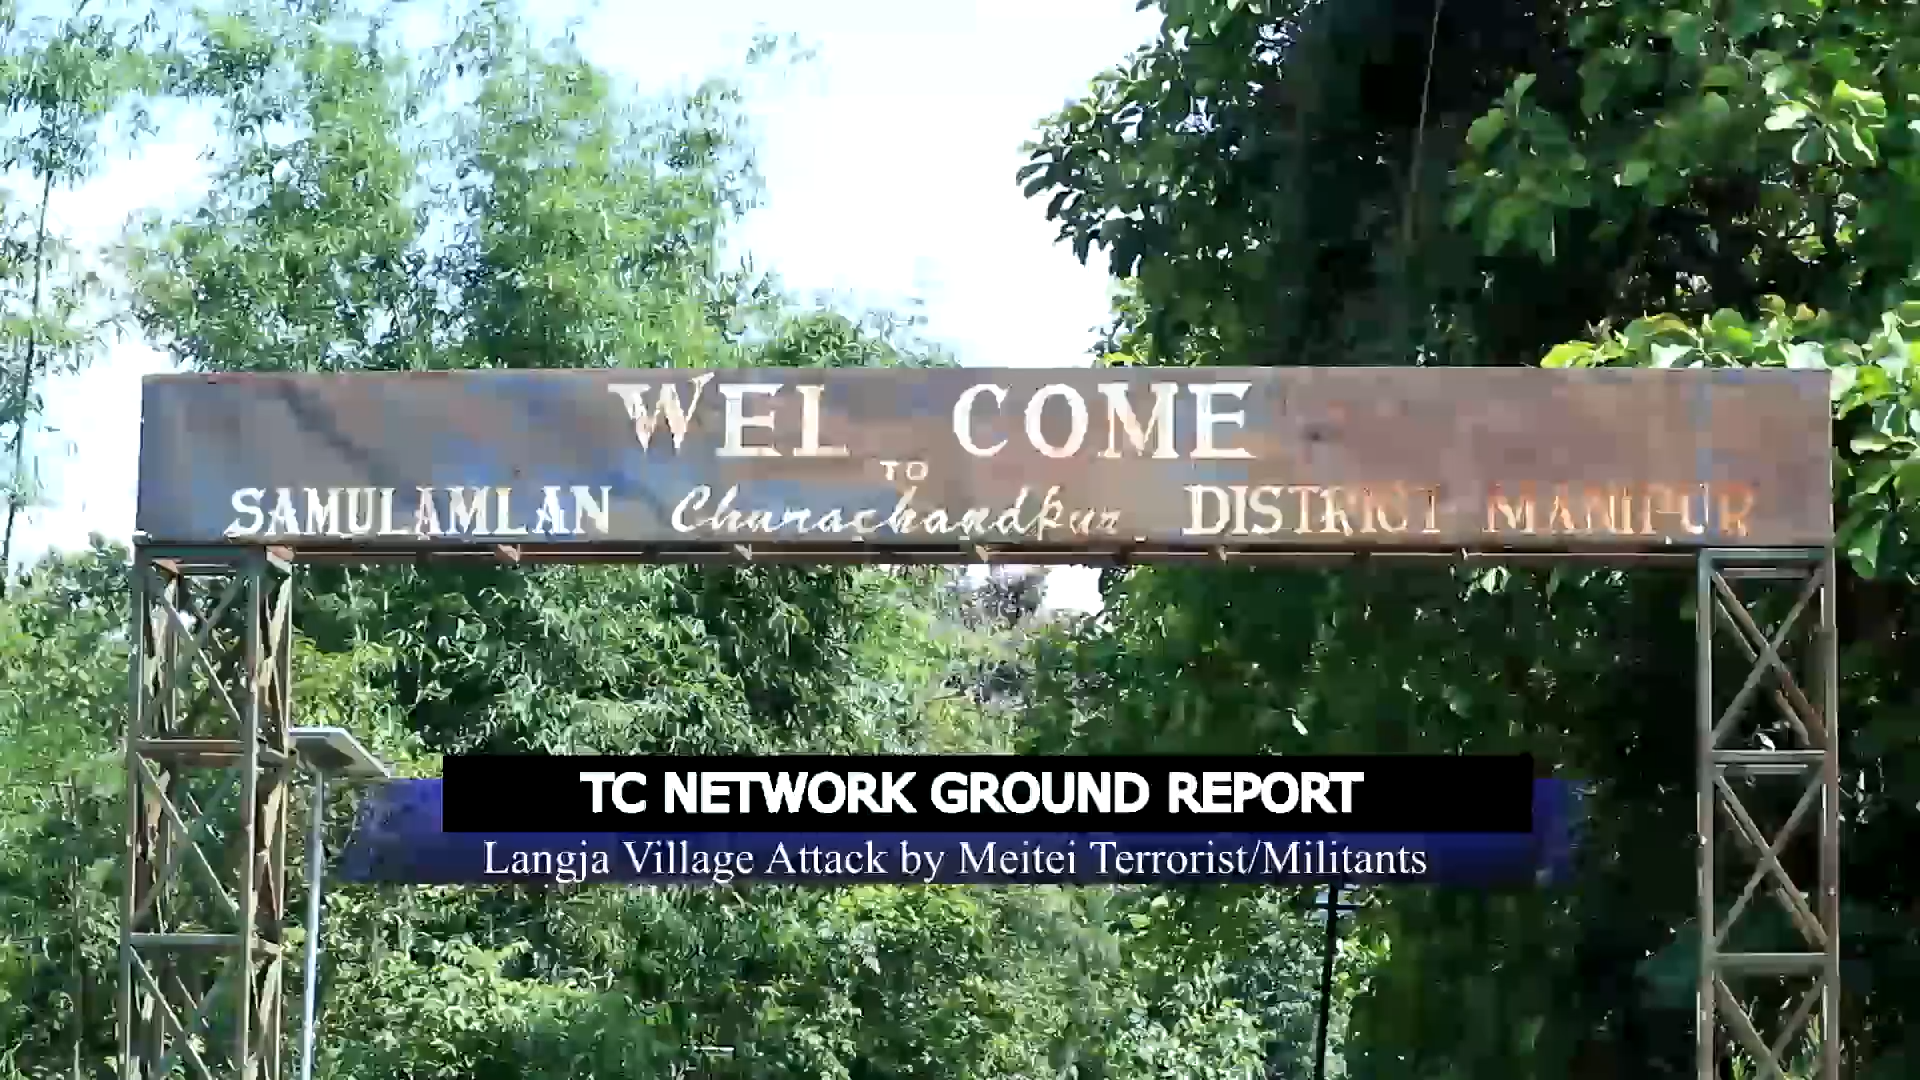 WEL COME
TO
SAMULAMLAN Churachandpur DISTRICT MANIPUR
TC NETWORK GROUND REPORT
Langja Village Attack by Meitei Terrorist/Militants